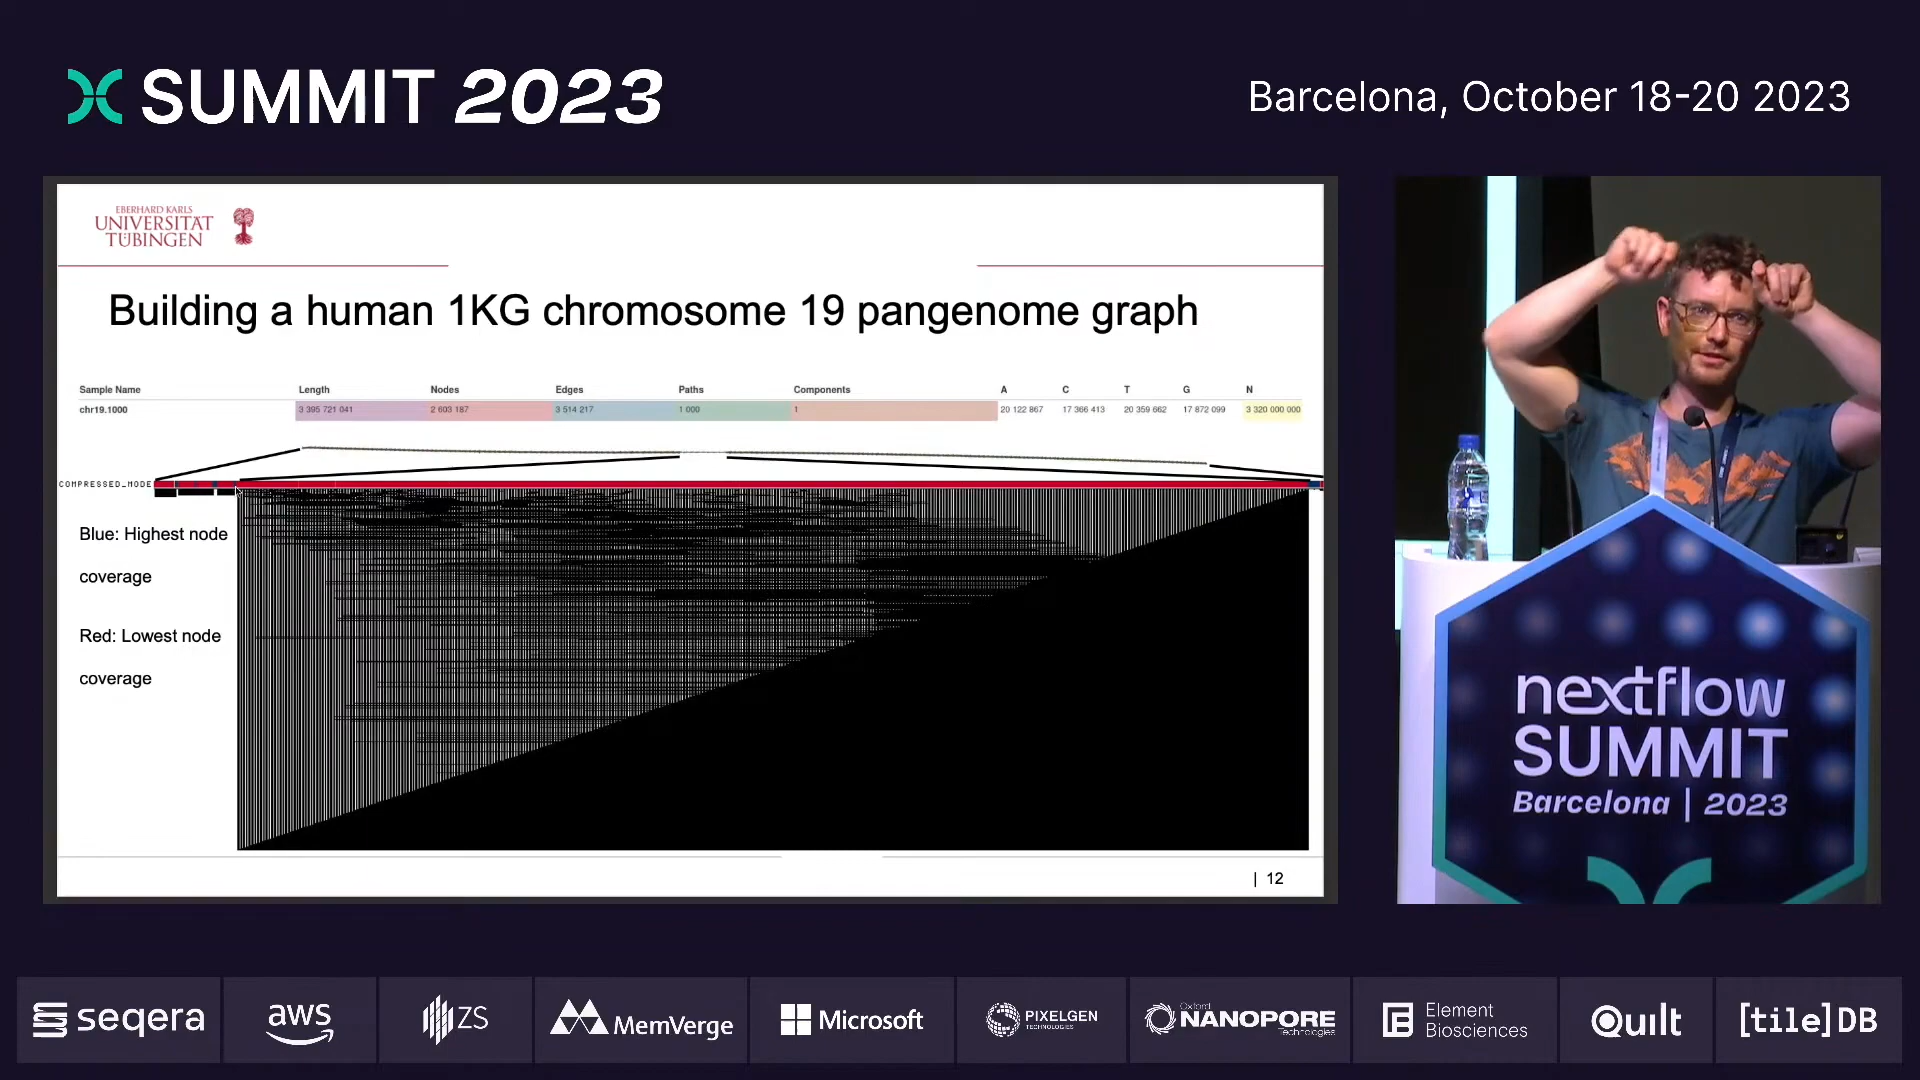 SUMMIT 2023
Barcelona, October 18-20 2023
EBERHARD KARLS
UNIVERSITÄT
TÜBINGEN
Building a human 1KG chromosome 19 pangenome graph
Sample Name Length Nodes Edges Paths Components A C T G N
chr19.1000 3 395 721 041 2 603 187 3 514 217 1 000 1 20 122 867 17 366 413 20 359 662 17 872 099 3 320 000 000
COMPRESSED_MODE
Blue: Highest node
coverage
Red: Lowest node
coverage
| 12
nextflow
SUMMIT
Barcelona | 2023
seqera
aws
ZS
MemVerge
Microsoft
PIXELGEN
TECHNOLOGIES
Oxford
NANOPORE
Technologies
Element
Biosciences
Quilt
[tile]DB